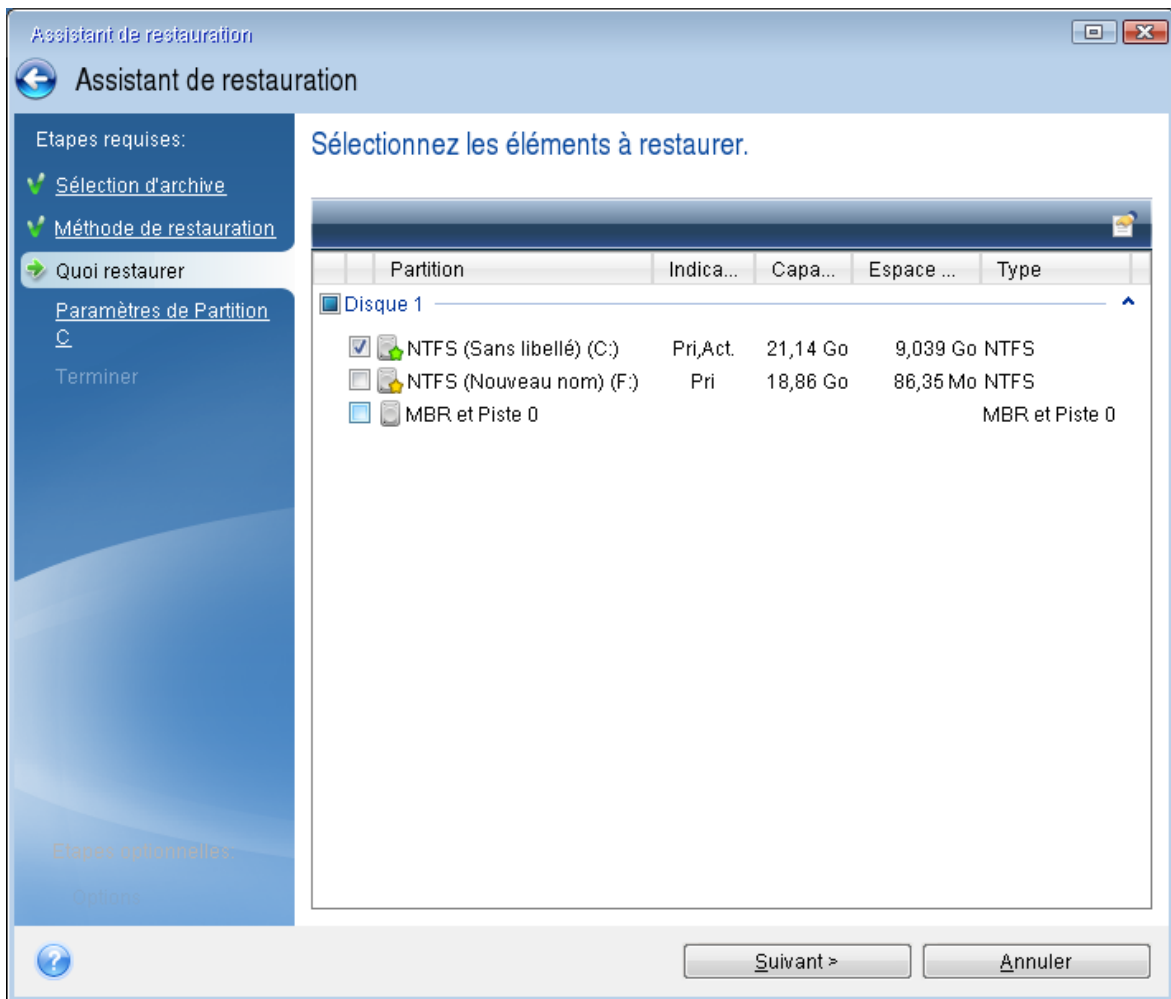 Assistant de restauration
Assistant de restauration
Etapes requises:
Sélection d'archive
Méthode de restauration
Quoi restaurer
Paramètres de Partition
C
Terminer
Etapes optionnelles:
Options
Sélectionnez les éléments à restaurer.
Partition Indica... Capa... Espace ... Type
Disque 1
NTFS (Sans libellé) (C:) Pri,Act. 21,14 Go 9,039 Go NTFS
NTFS (Nouveau nom) (F:) Pri 18,86 Go 86,35 Mo NTFS
MBR et Piste 0 MBR et Piste 0
Suivant > Annuler